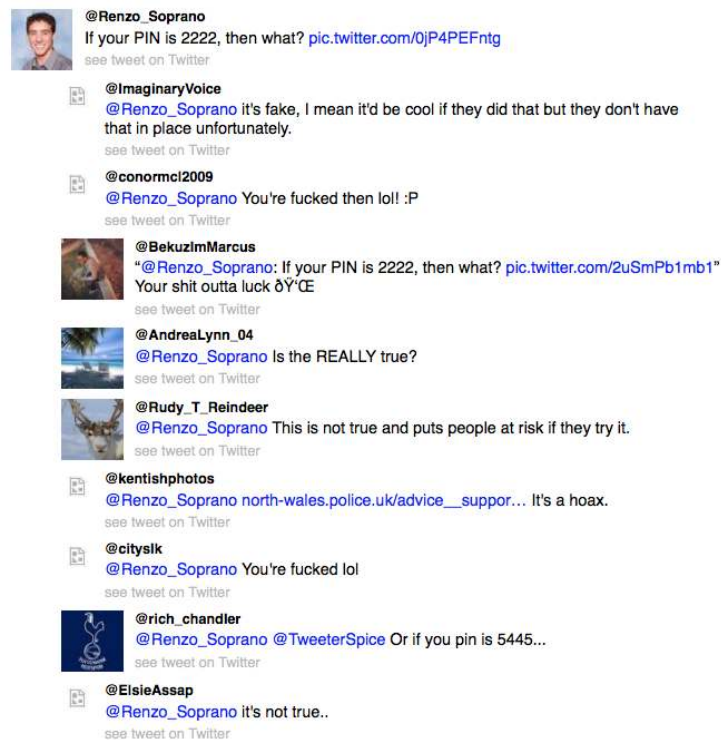 @Renzo_Soprano
If your PIN is 2222, then what? pic.twitter.com/0jP4PEFntg
see tweet on Twitter
@ImaginaryVoice
@Renzo_Soprano it's fake, I mean it'd be cool if they did that but they don't have
that in place unfortunately.
see tweet on Twitter
@conormcl2009
@Renzo_Soprano You're fucked then lol! :P
see tweet on Twitter
@BekuzImMarcus
“@Renzo_Soprano: If your PIN is 2222, then what? pic.twitter.com/2uSmPb1mb1”
Your shit outta luck ðŸ‘Œ
see tweet on Twitter
@AndreaLynn_04
@Renzo_Soprano Is the REALLY true?
see tweet on Twitter
@Rudy_T_Reindeer
@Renzo_Soprano This is not true and puts people at risk if they try it.
see tweet on Twitter
@kentishphotos
@Renzo_Soprano north-wales.police.uk/advice__suppor… It's a hoax.
see tweet on Twitter
@cityslk
@Renzo_Soprano You're fucked lol
see tweet on Twitter
@rich_chandler
@Renzo_Soprano @TweeterSpice Or if you pin is 5445...
see tweet on Twitter
@ElsieAssap
@Renzo_Soprano it's not true..
see tweet on Twitter